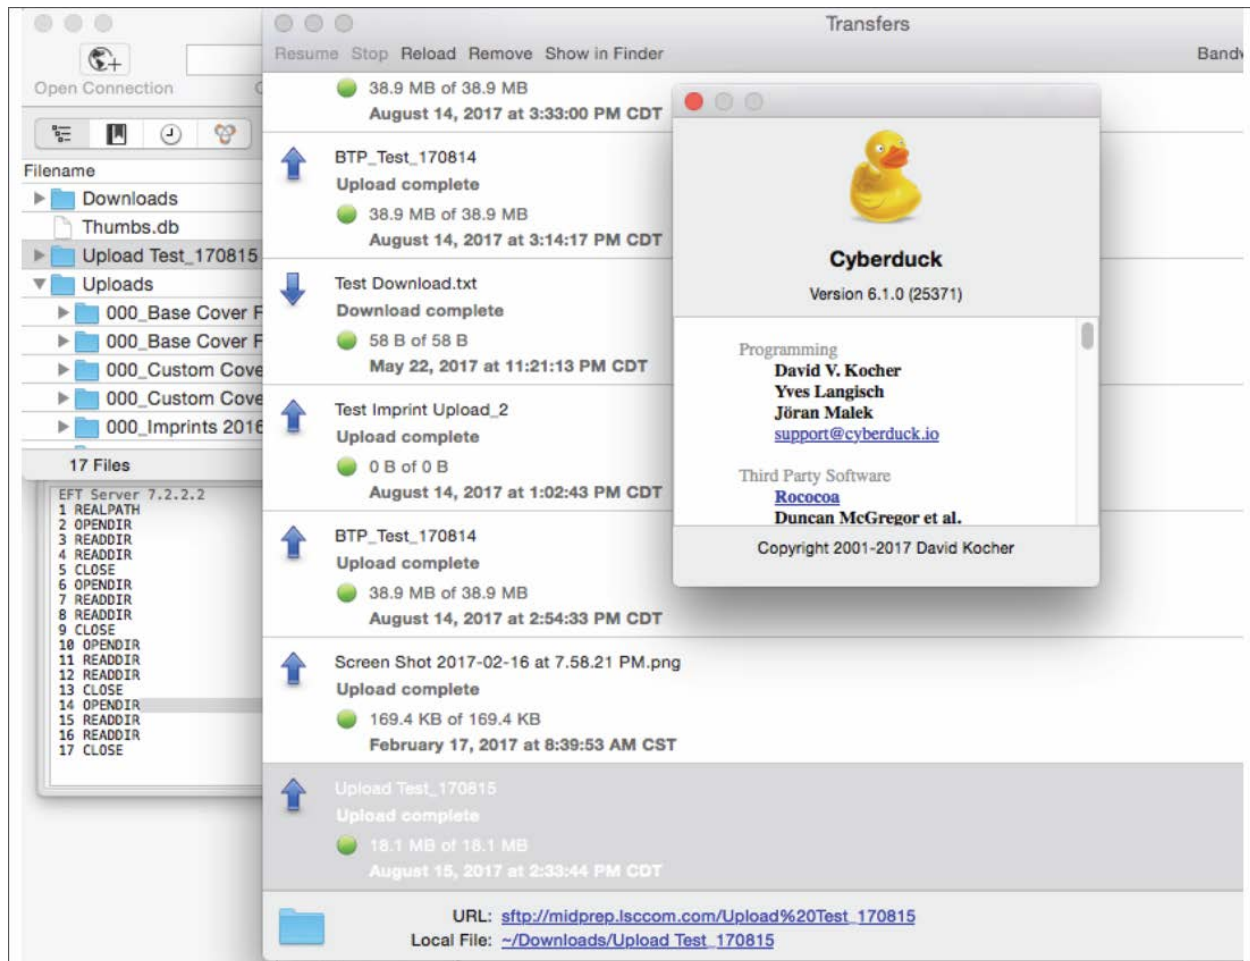 Transfers
Resume Stop Reload Remove Show in Finder
Open Connection
Filename
Downloads
Thumbs.db
Upload Test_170815
Uploads
000_Base Cover F
000_Base Cover F
000_Custom Cove
000_Custom Cove
000_Imprints 2016
17 Files
EFT Server 7.2.2.2
1 REALPATH
2 OPENDIR
3 READDIR
4 READDIR
5 CLOSE
6 OPENDIR
7 READDIR
8 READDIR
9 CLOSE
10 OPENDIR
11 READDIR
12 READDIR
13 CLOSE
14 OPENDIR
15 READDIR
16 READDIR
17 CLOSE
38.9 MB of 38.9 MB
August 14, 2017 at 3:33:00 PM CDT
BTP_Test_170814
Upload complete
38.9 MB of 38.9 MB
August 14, 2017 at 3:14:17 PM CDT
Test Download.txt
Download complete
58 B of 58 B
May 22, 2017 at 11:21:13 PM CDT
Test Imprint Upload_2
Upload complete
0 B of 0 B
August 14, 2017 at 1:02:43 PM CDT
BTP_Test_170814
Upload complete
38.9 MB of 38.9 MB
August 14, 2017 at 2:54:33 PM CDT
Screen Shot 2017-02-16 at 7.58.21 PM.png
Upload complete
169.4 KB of 169.4 KB
February 17, 2017 at 8:39:53 AM CST
Upload Test_170815
Upload complete
18.1 MB of 18.1 MB
August 15, 2017 at 2:33:44 PM CDT
URL: sftp://midprep.lsccom.com/Upload%20Test_170815
Local File: ~/Downloads/Upload Test_170815
Cyberduck
Version 6.1.0 (25371)
Programming
David V. Kocher
Yves Langisch
Jöran Malek
support@cyberduck.io
Third Party Software
Rococoa
Duncan McGregor et al.
Copyright 2001-2017 David Kocher